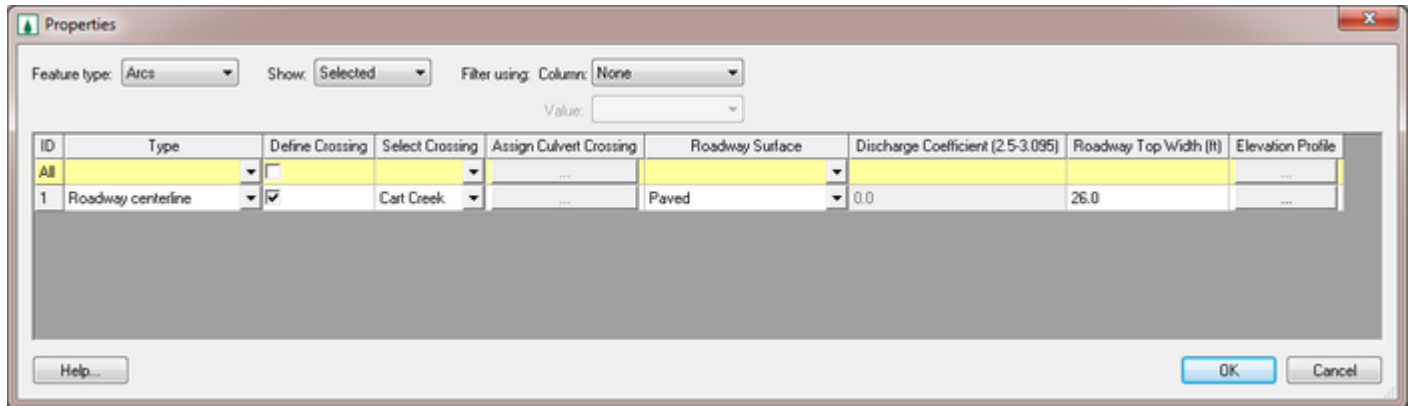 Properties
Feature type: Arcs Show: Selected Filter using: Column: None
Value:
ID Type Define Crossing Select Crossing Assign Culvert Crossing Roadway Surface Discharge Coefficient (2.5-3.095) Roadway Top Width (ft) Elevation Profile
All ... ...
1 Roadway centerline Cart Creek ... Paved 0.0 26.0 ...
Help... OK Cancel